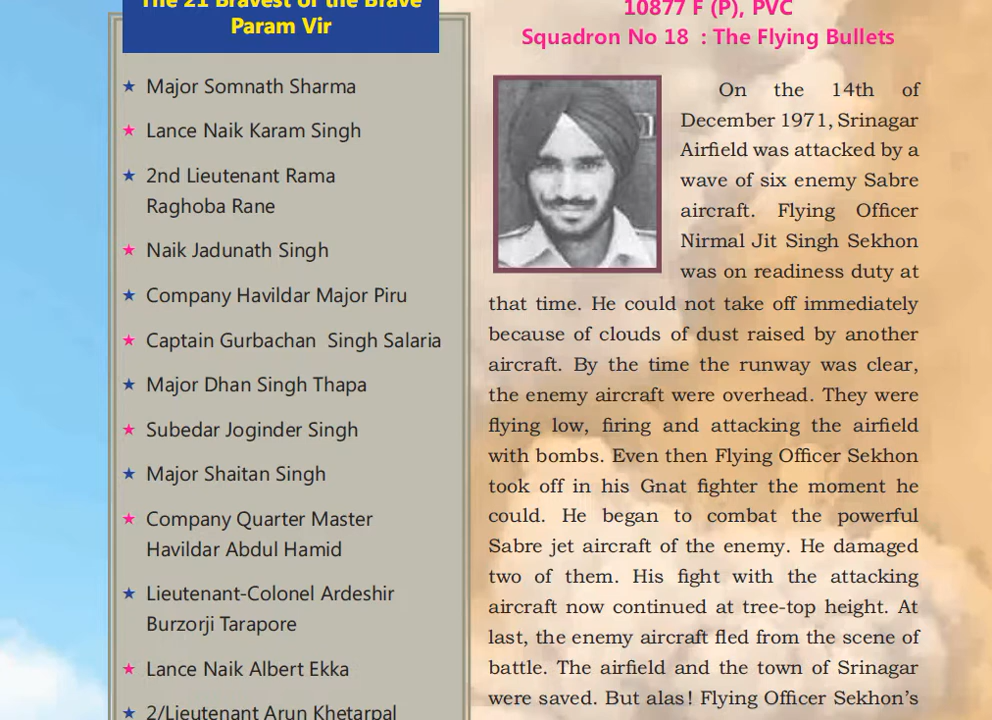 The 21 Bravest of the Brave
Param Vir
Major Somnath Sharma
Lance Naik Karam Singh
2nd Lieutenant Rama
Raghoba Rane
Naik Jadunath Singh
Company Havildar Major Piru
Captain Gurbachan Singh Salaria
Major Dhan Singh Thapa
Subedar Joginder Singh
Major Shaitan Singh
Company Quarter Master
Havildar Abdul Hamid
Lieutenant-Colonel Ardeshir
Burzorji Tarapore
Lance Naik Albert Ekka
2/Lieutenant Arun Khetarpal
10877 F (P), PVC
Squadron No 18 : The Flying Bullets
On the 14th of
December 1971, Srinagar
Airfield was attacked by a
wave of six enemy Sabre
aircraft. Flying Officer
Nirmal Jit Singh Sekhon
was on readiness duty at
that time. He could not take off immediately
because of clouds of dust raised by another
aircraft. By the time the runway was clear,
the enemy aircraft were overhead. They were
flying low, firing and attacking the airfield
with bombs. Even then Flying Officer Sekhon
took off in his Gnat fighter the moment he
could. He began to combat the powerful
Sabre jet aircraft of the enemy. He damaged
two of them. His fight with the attacking
aircraft now continued at tree-top height. At
last, the enemy aircraft fled from the scene of
battle. The airfield and the town of Srinagar
were saved. But alas! Flying Officer Sekhon's